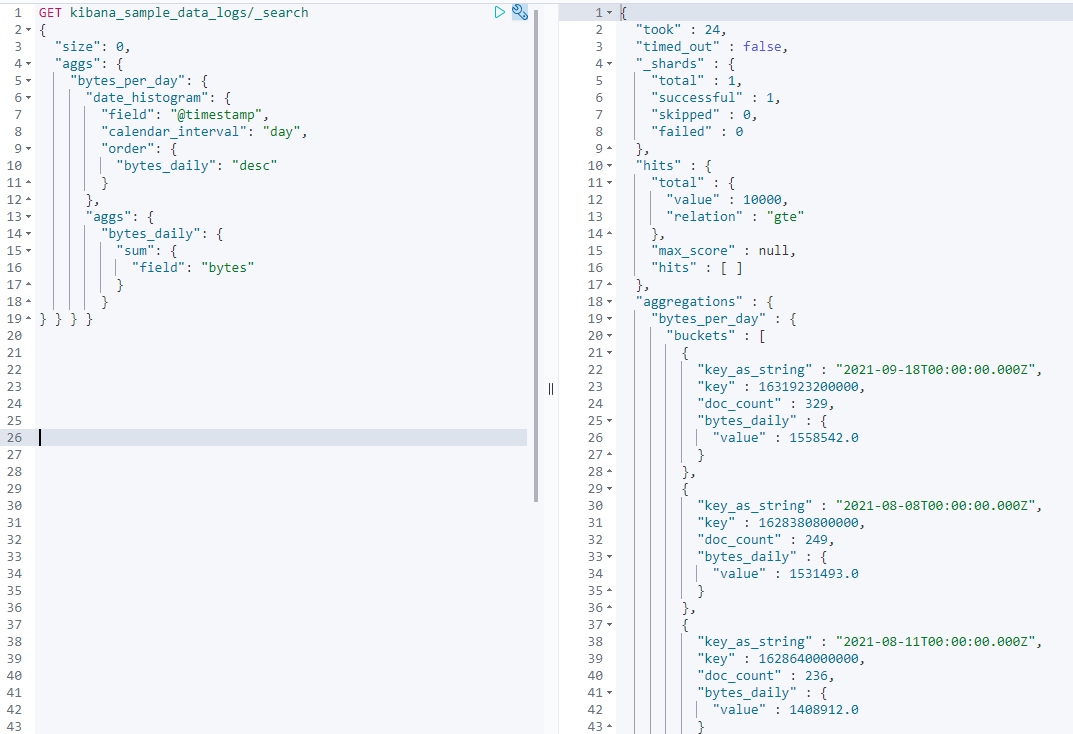 1 GET kibana_sample_data_logs/_search
2 {
3 "size": 0,
4 "aggs": {
5 "bytes_per_day": {
6 "date_histogram": {
7 "field": "@timestamp",
8 "calendar_interval": "day",
9 "order": {
10 "bytes_daily": "desc"
11 }
12 },
13 "aggs": {
14 "bytes_daily": {
15 "sum": {
16 "field": "bytes"
17 }
18 }
19 } } } }
20
21
22
23
24
25
26
27
28
29
30
31
32
33
34
35
36
37
38
39
40
41
42
43
1 {
2 "took" : 24,
3 "timed_out" : false,
4 "_shards" : {
5 "total" : 1,
6 "successful" : 1,
7 "skipped" : 0,
8 "failed" : 0
9 },
10 "hits" : {
11 "total" : {
12 "value" : 10000,
13 "relation" : "gte"
14 },
15 "max_score" : null,
16 "hits" : [ ]
17 },
18 "aggregations" : {
19 "bytes_per_day" : {
20 "buckets" : [
21 {
22 "key_as_string" : "2021-09-18T00:00:00.000Z",
23 "key" : 1631923200000,
24 "doc_count" : 329,
25 "bytes_daily" : {
26 "value" : 1558542.0
27 }
28 },
29 {
30 "key_as_string" : "2021-08-08T00:00:00.000Z",
31 "key" : 1628380800000,
32 "doc_count" : 249,
33 "bytes_daily" : {
34 "value" : 1531493.0
35 }
36 },
37 {
38 "key_as_string" : "2021-08-11T00:00:00.000Z",
39 "key" : 1628640000000,
40 "doc_count" : 236,
41 "bytes_daily" : {
42 "value" : 1408912.0
43 }